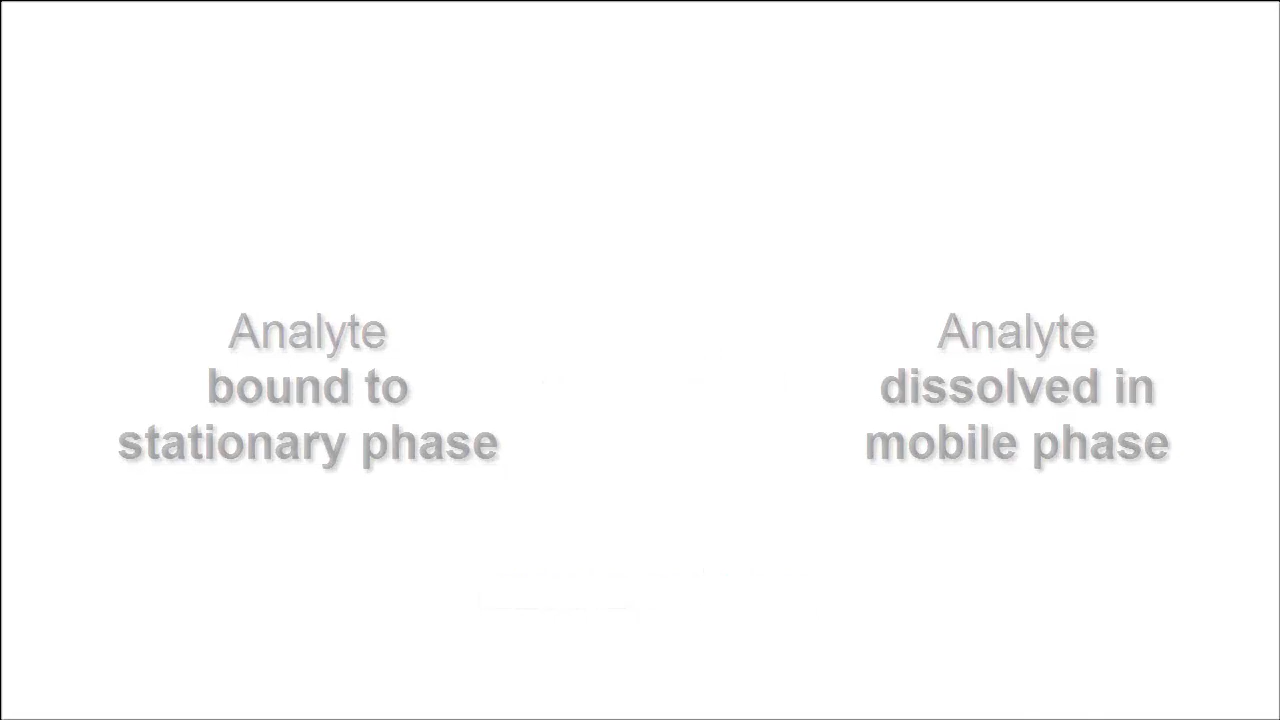 Analyte
bound to
stationary phase
Analyte
dissolved in
mobile phase